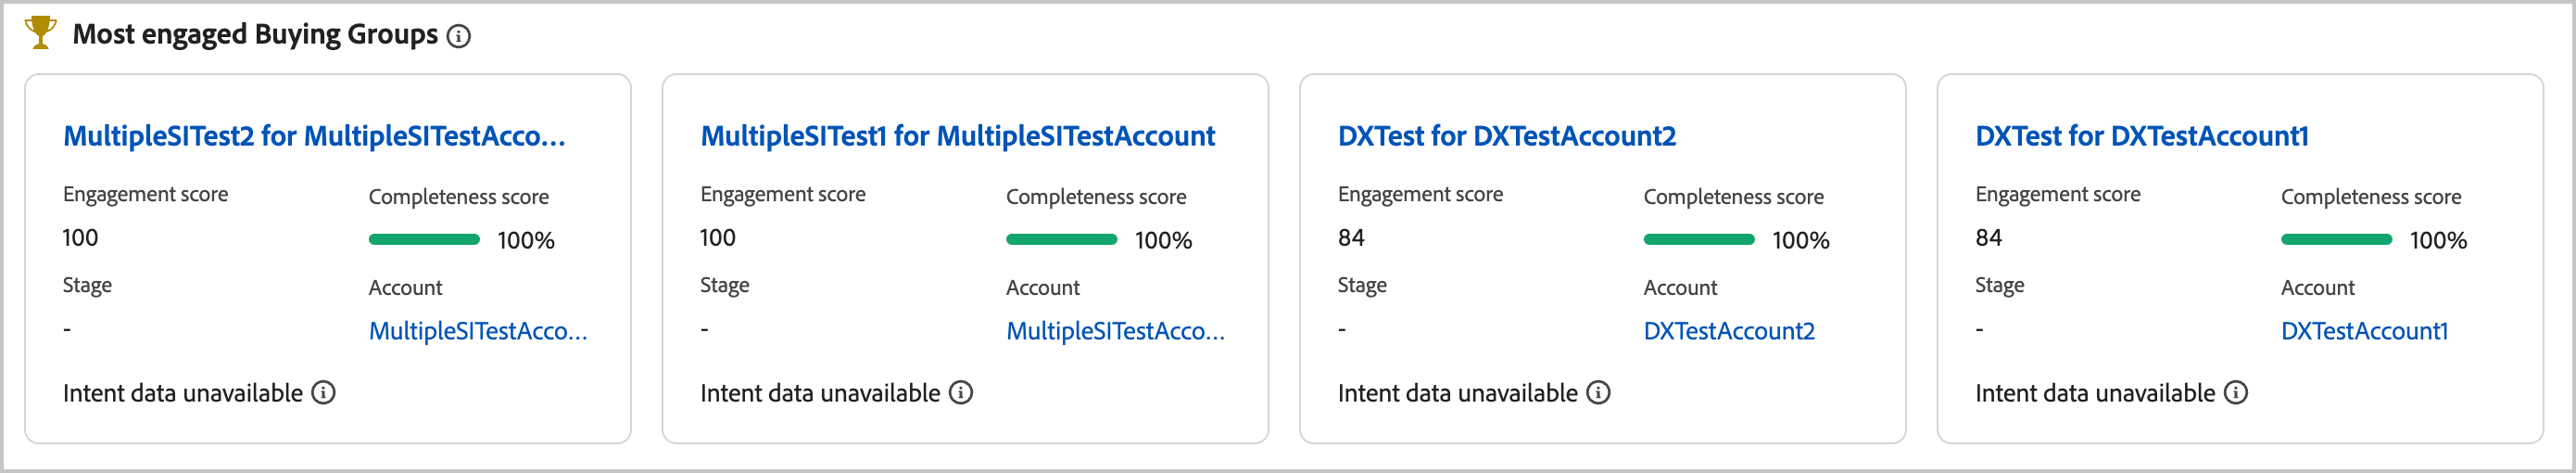 Most engaged Buying Groups
MultipleSITest2 for MultipleSITestAcco...
Engagement score
Completeness score
100
100%
Stage
Account
-
MultipleSITestAcco...
Intent data unavailable
MultipleSITest1 for MultipleSITestAccount
Engagement score
Completeness score
100
100%
Stage
Account
-
MultipleSITestAcco...
Intent data unavailable
DXTest for DXTestAccount2
Engagement score
Completeness score
84
100%
Stage
Account
-
DXTestAccount2
Intent data unavailable
DXTest for DXTestAccount1
Engagement score
Completeness score
84
100%
Stage
Account
-
DXTestAccount1
Intent data unavailable